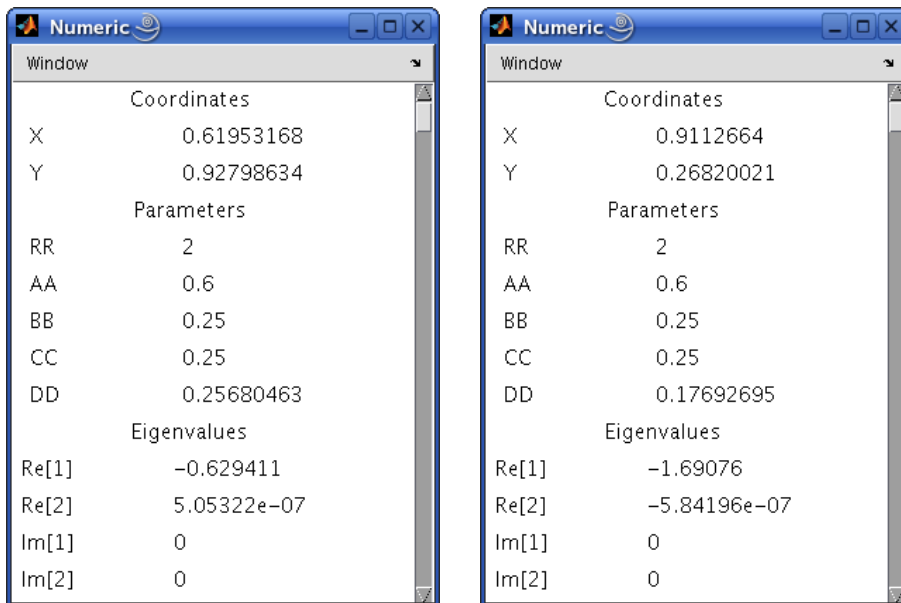 Numeric
Window
Coordinates
X 0.61953168
Y 0.92798634
Parameters
RR 2
AA 0.6
BB 0.25
CC 0.25
DD 0.25680463
Eigenvalues
Re[1] −0.629411
Re[2] 5.05322e−07
Im[1] 0
Im[2] 0
Numeric
Window
Coordinates
X 0.9112664
Y 0.26820021
Parameters
RR 2
AA 0.6
BB 0.25
CC 0.25
DD 0.17692695
Eigenvalues
Re[1] −1.69076
Re[2] −5.84196e−07
Im[1] 0
Im[2] 0